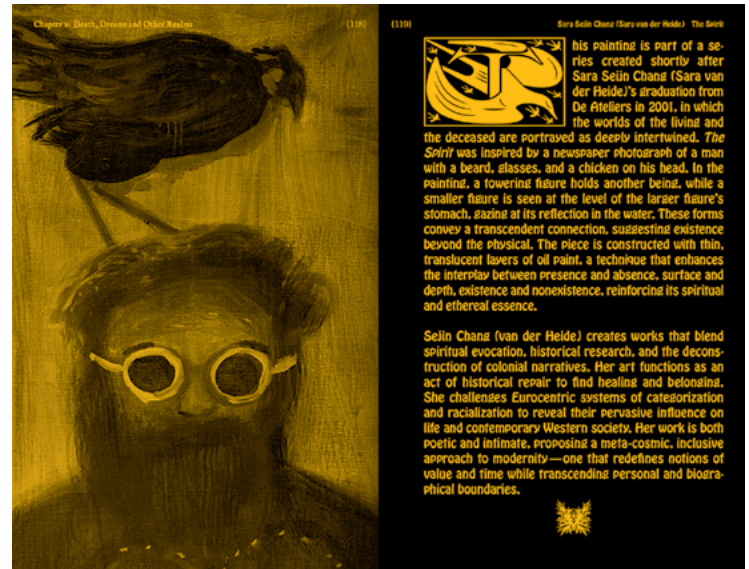 Chapter 2: Death, Dreams and Other Realms
{118}
{119}
Sara Seijn Chang (Sara van der Heide) The Spirit
This painting is part of a se-
ries created shortly after
Sara Seijn Chang (Sara van
der Heide)'s graduation from
De Ateliers in 2001, in which
the worlds of the living and
the deceased are portrayed as deeply intertwined. The
Spirit was inspired by a newspaper photograph of a man
with a beard, glasses, and a chicken on his head. In the
painting, a towering figure holds another being, while a
smaller figure is seen at the level of the larger figure's
stomach, gazing at its reflection in the water. These forms
convey a transcendent connection, suggesting existence
beyond the physical. The piece is constructed with thin,
translucent layers of oil paint, a technique that enhances
the interplay between presence and absence, surface and
depth, existence and nonexistence, reinforcing its spiritual
and ethereal essence.
Sejin Chang (van der Heide) creates works that blend
spiritual evocation, historical research, and the decons-
truction of colonial narratives. Her art functions as an
act of historical repair to find healing and belonging.
She challenges Eurocentric systems of categorization
and racialization to reveal their pervasive influence on
life and contemporary Western society. Her work is both
poetic and intimate, proposing a meta-cosmic, inclusive
approach to modernity—one that redefines notions of
value and time while transcending personal and biogra-
phical boundaries.